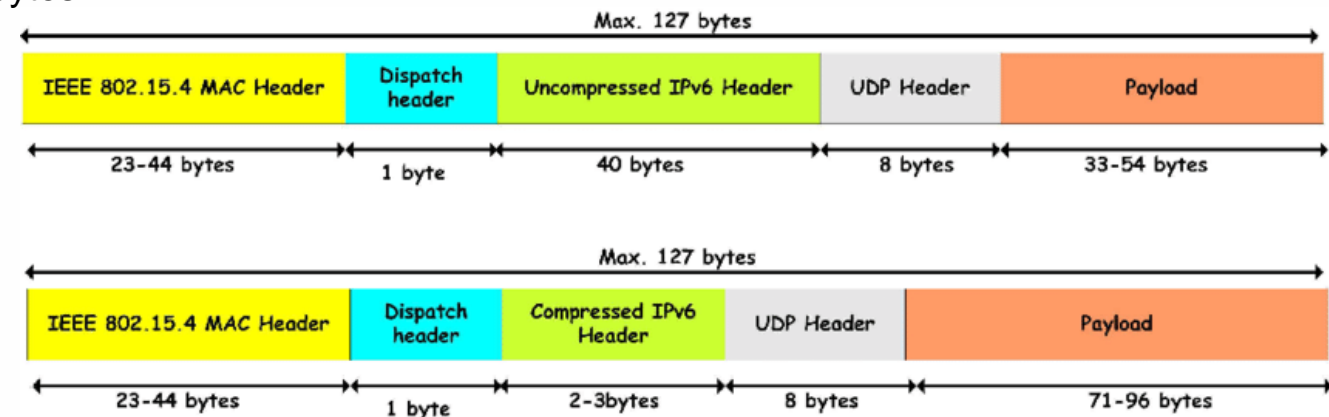 Max. 127 bytes
IEEE 802.15.4 MAC Header
Dispatch
header
Uncompressed IPv6 Header
UDP Header
Payload
23-44 bytes
1 byte
40 bytes
8 bytes
33-54 bytes
Max. 127 bytes
IEEE 802.15.4 MAC Header
Dispatch
header
Compressed IPv6
Header
UDP Header
Payload
23-44 bytes
1 byte
2-3bytes
8 bytes
71-96 bytes